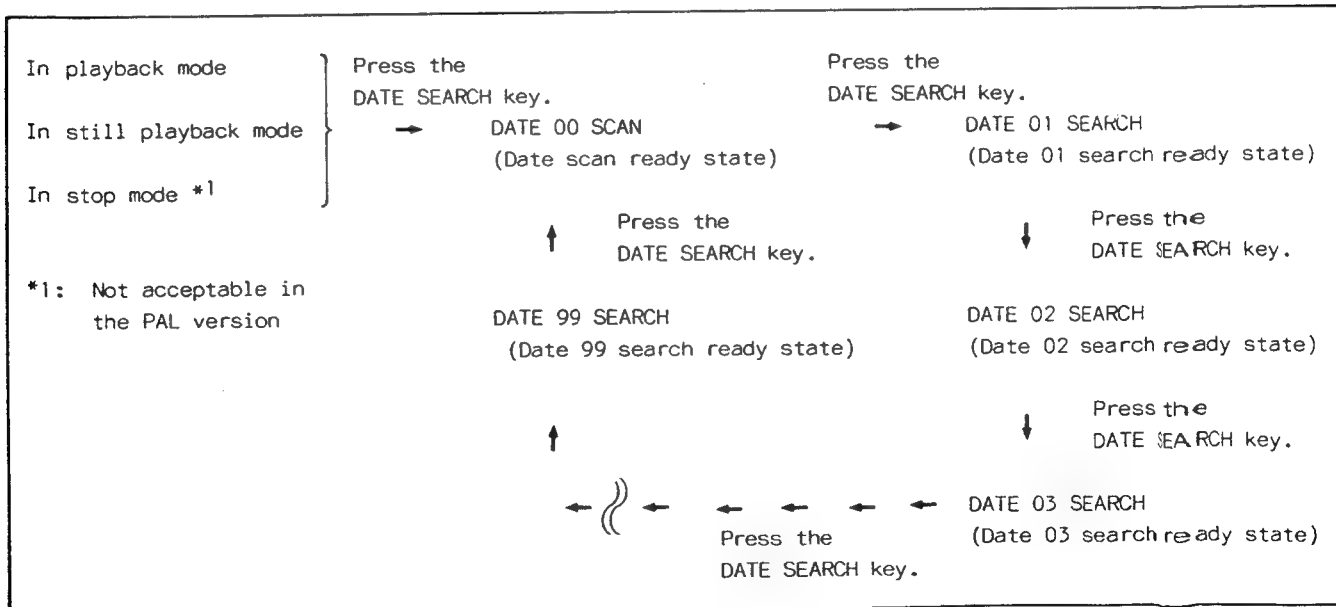 In playback mode
In still playback mode
In stop mode *1
*1: Not acceptable in
the PAL version
Press the
DATE SEARCH key.
DATE 00 SCAN
(Date scan ready state)
Press the
DATE SEARCH key.
DATE 01 SEARCH
(Date 01 search ready state)
Press the
DATE SEARCH key.
DATE 02 SEARCH
(Date 02 search ready state)
Press the
DATE SEARCH key.
DATE 03 SEARCH
(Date 03 search ready state)
Press the
DATE SEARCH key.
DATE 99 SEARCH
(Date 99 search ready state)
Press the
DATE SEARCH key.